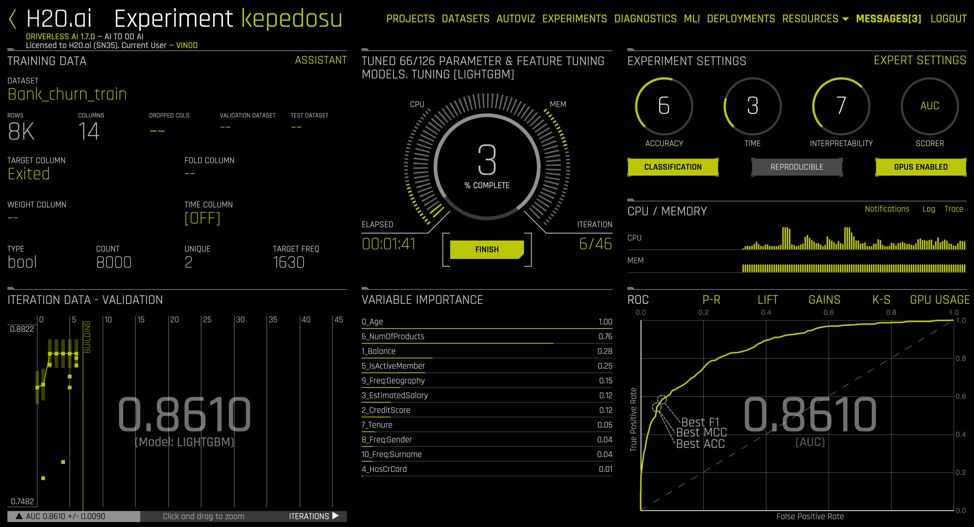 H2O.ai Experiment kepedosu
DRIVERLESS AI 1.7.0 – AI TO DO AI
Licensed to H2O.ai (SN35). Current User – VINOD
PROJECTS DATASETS AUTOVIZ EXPERIMENTS DIAGNOSTICS MLI DEPLOYMENTS RESOURCES MESSAGES[3] LOGOUT
TRAINING DATA ASSISTANT
DATASET
Bank_churn_train
ROWS COLUMNS DROPPED COLS VALIDATION DATASET TEST DATASET
8K 14 -- -- --
TARGET COLUMN FOLD COLUMN
Exited --
WEIGHT COLUMN TIME COLUMN
-- [OFF]
TYPE COUNT UNIQUE TARGET FREQ
bool 8000 2 1630
TUNED 66/126 PARAMETER & FEATURE TUNING
MODELS. TUNING [LIGHTGBM]
CPU MEM
3
% COMPLETE
ELAPSED ITERATION
00:01:41 6/46
FINISH
EXPERIMENT SETTINGS EXPERT SETTINGS
6 3 7 AUC
ACCURACY TIME INTERPRETABILITY SCORER
CLASSIFICATION REPRODUCIBLE GPUS ENABLED
CPU / MEMORY Notifications Log Trace
CPU
MEM
ITERATION DATA - VALIDATION
0 5 10 15 20 25 30 35 40 45
0.8822
BUILDING
0.8610
(Model: LIGHTGBM)
0.7482
AUC 0.8610 +/- 0.0090 Click and drag to zoom ITERATIONS
VARIABLE IMPORTANCE
0_Age 1.00
6_NumOfProducts 0.76
1_Balance 0.28
5_IsActiveMember 0.25
9_Freq:Geography 0.15
3_EstimatedSalary 0.12
2_CreditScore 0.12
7_Tenure 0.05
8_Freq:Gender 0.04
10_Freq:Surname 0.04
4_HasCrCard 0.01
ROC P-R LIFT GAINS K-S GPU USAGE
0.0 0.2 0.4 0.6 0.8 1.0
1.0
0.8
0.6
0.4
0.2
0.0
True Positive Rate
Best F1
Best MCC
Best ACC
0.8610
(AUC)
False Positive Rate